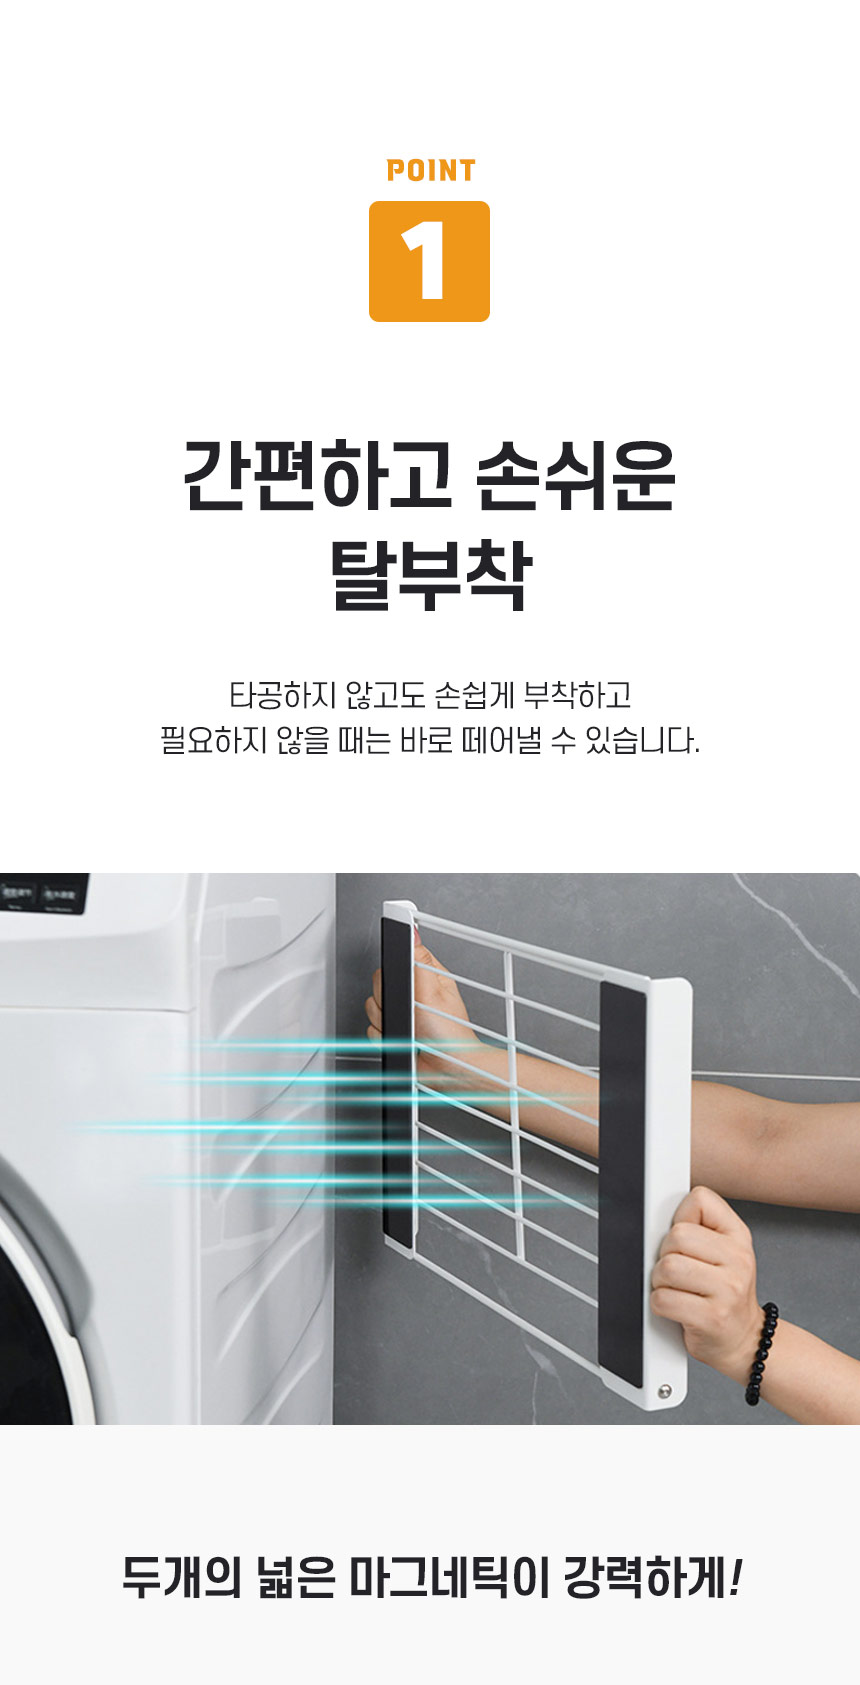 POINT
1
간편하고 손쉬운
탈부착
타공하지 않고도 손쉽게 부착하고
필요하지 않을 때는 바로 떼어낼 수 있습니다.
두개의 넓은 마그네틱이 강력하게!